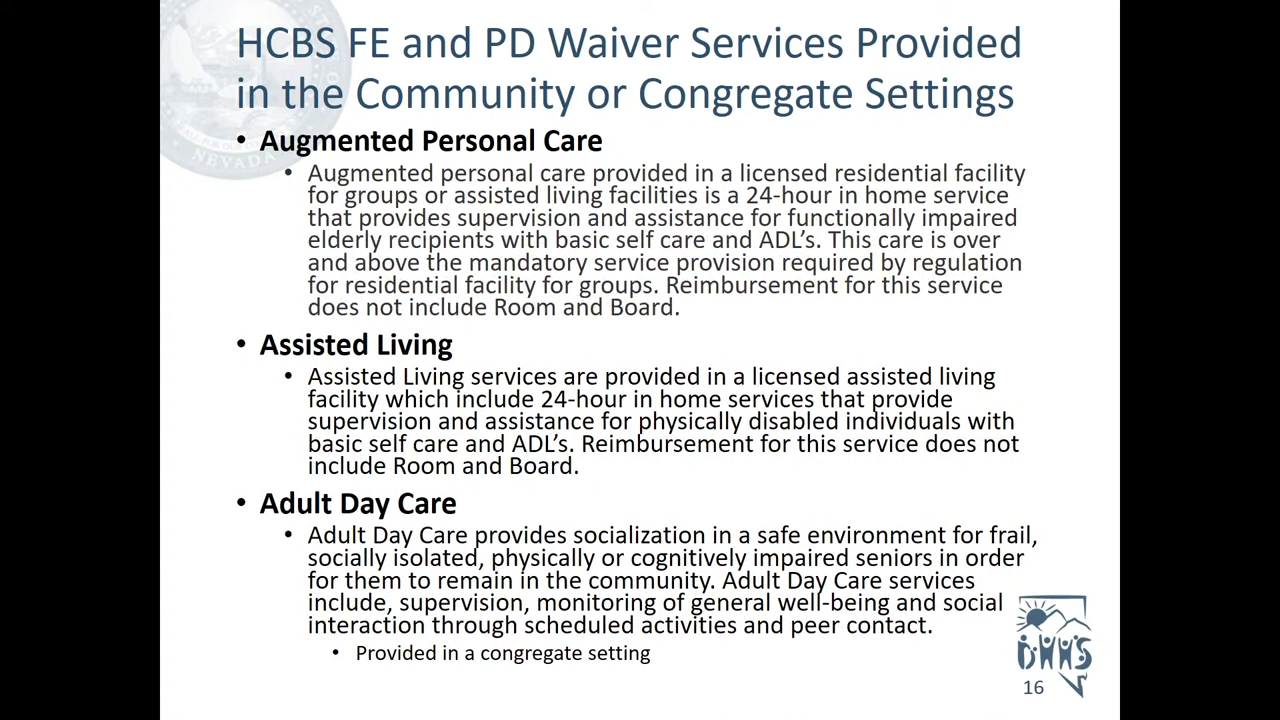 HCBS FE and PD Waiver Services Provided
in the Community or Congregate Settings
• Augmented Personal Care
• Augmented personal care provided in a licensed residential facility
for groups or assisted living facilities is a 24-hour in home service
that provides supervision and assistance for functionally impaired
elderly recipients with basic self care and ADL’s. This care is over
and above the mandatory service provision required by regulation
for residential facility for groups. Reimbursement for this service
does not include Room and Board.
• Assisted Living
• Assisted Living services are provided in a licensed assisted living
facility which include 24-hour in home services that provide
supervision and assistance for physically disabled individuals with
basic self care and ADL’s. Reimbursement for this service does not
include Room and Board.
• Adult Day Care
• Adult Day Care provides socialization in a safe environment for frail,
socially isolated, physically or cognitively impaired seniors in order
for them to remain in the community. Adult Day Care services
include, supervision, monitoring of general well-being and social
interaction through scheduled activities and peer contact.
• Provided in a congregate setting
DHHS
16
NEVADA